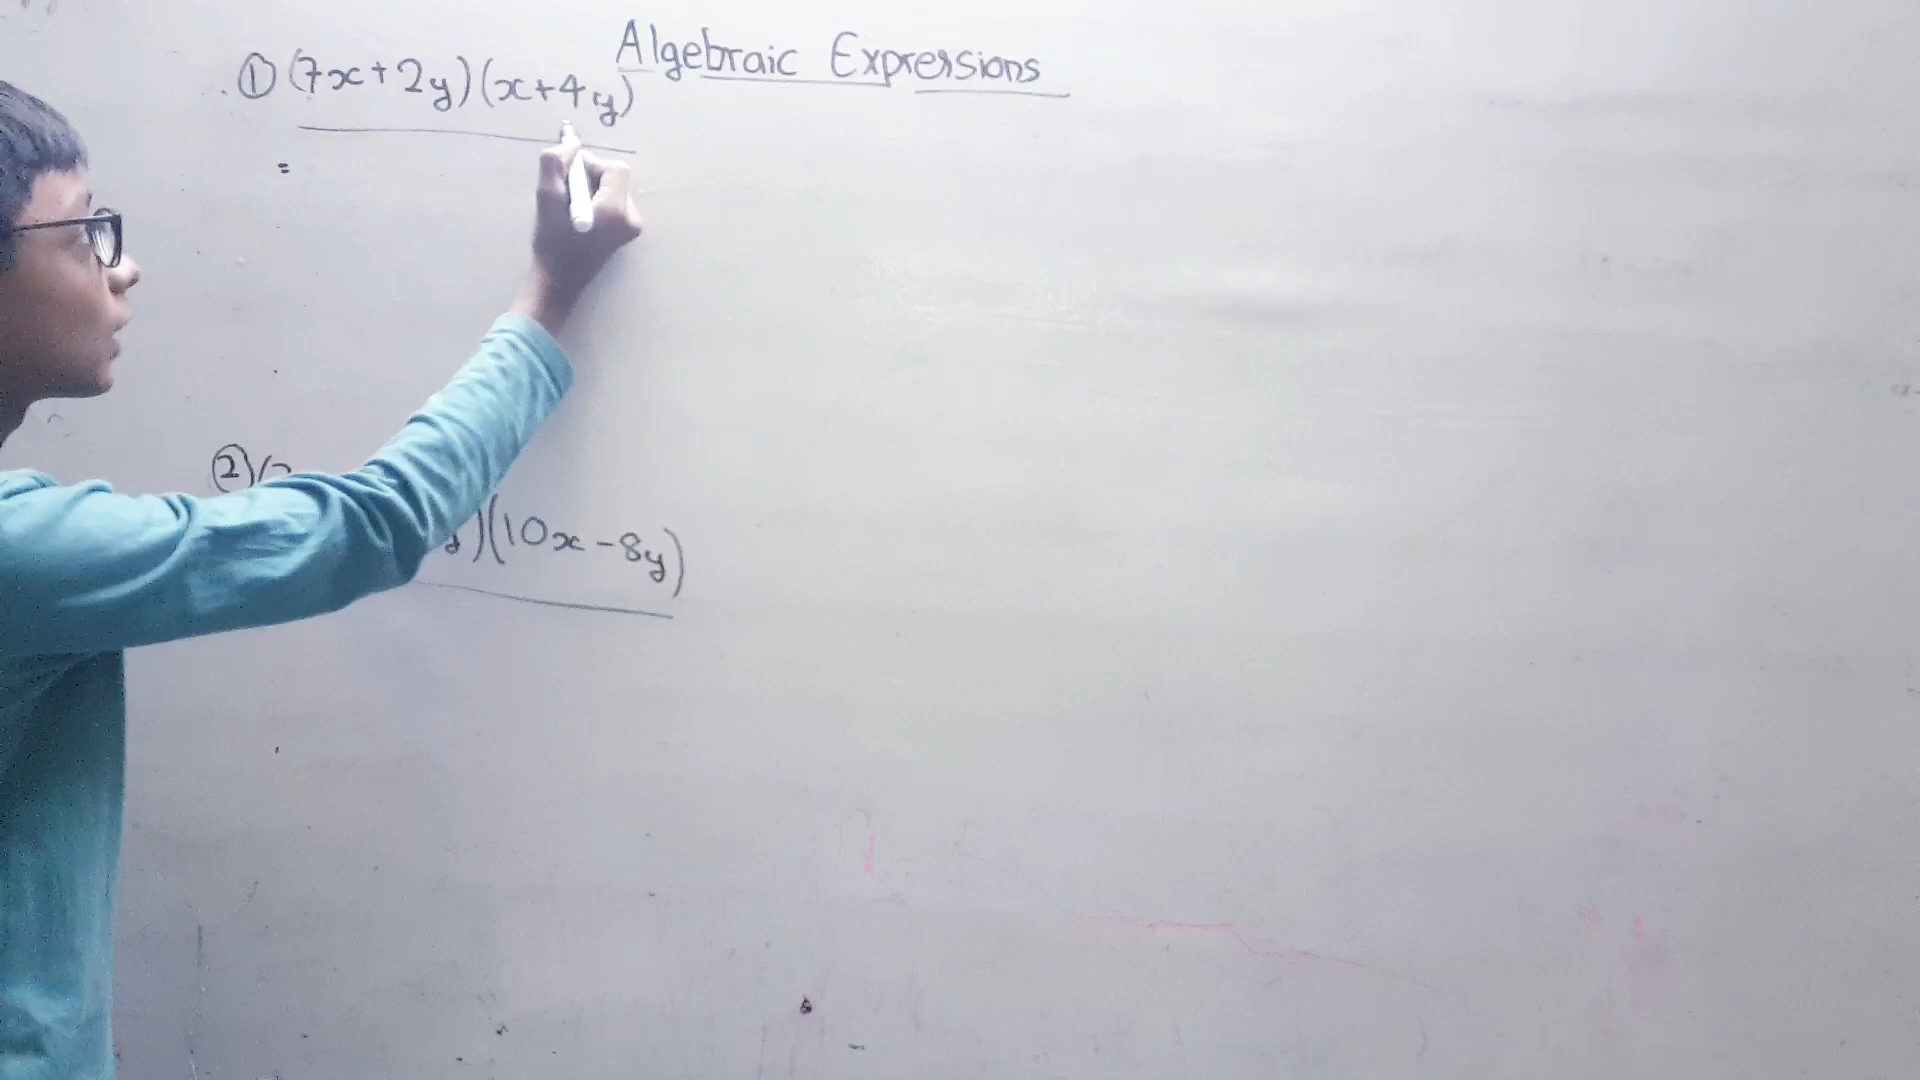 Algebraic Expressions
① (7x+2y)(x+4y)
=
② (
y)(10x-8y)